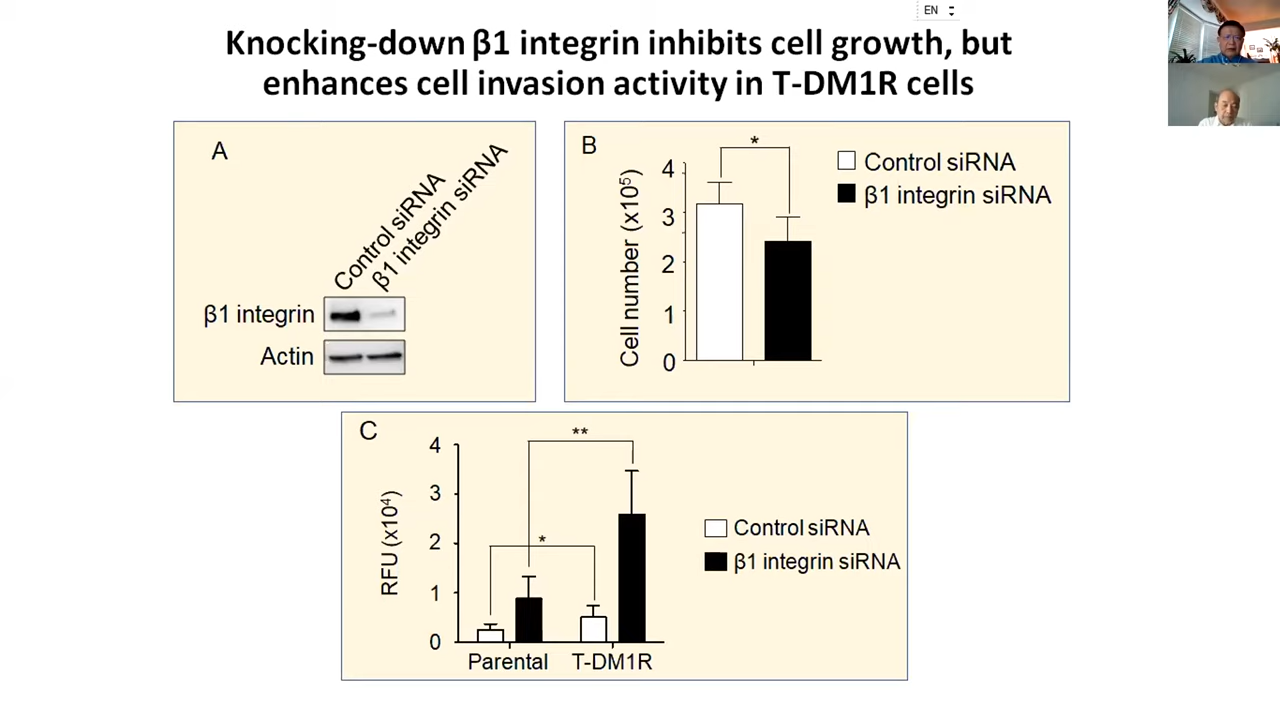 EN
Knocking-down β1 integrin inhibits cell growth, but
enhances cell invasion activity in T-DM1R cells
A
Control siRNA
β1 integrin siRNA
β1 integrin
Actin
B
*
Cell number (x10⁵)
4
3
2
1
0
Control siRNA
β1 integrin siRNA
C
**
*
RFU (x10⁴)
4
3
2
1
0
Parental T-DM1R
Control siRNA
β1 integrin siRNA